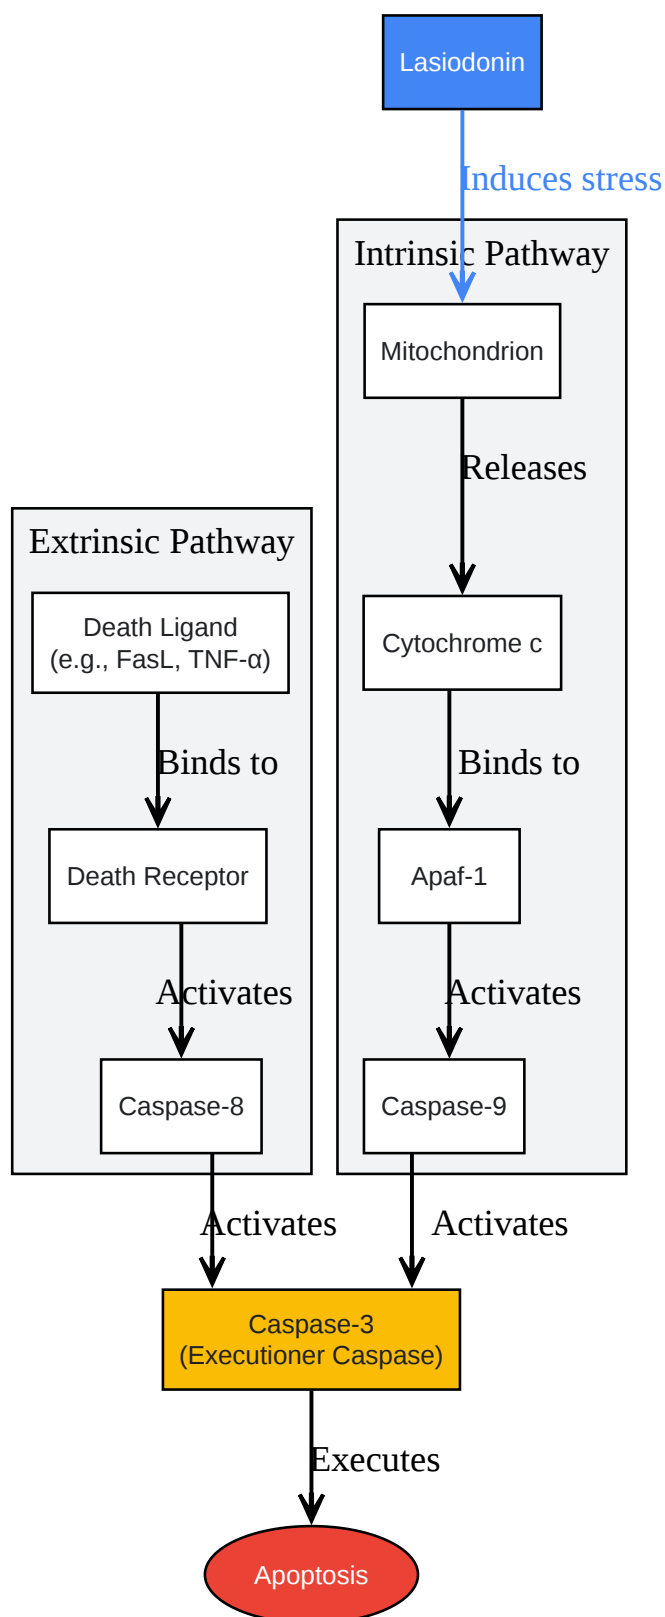 Lasiodonin
Induces stress
Intrinsic Pathway
Mitochondrion
Releases
Extrinsic Pathway
Death Ligand
(e.g., FasL, TNF-α)
Cytochrome c
Binds to
Binds to
Death Receptor
Apaf-1
Activates
Activates
Caspase-8
Caspase-9
Activates
Activates
Caspase-3
(Executioner Caspase)
Executes
Apoptosis